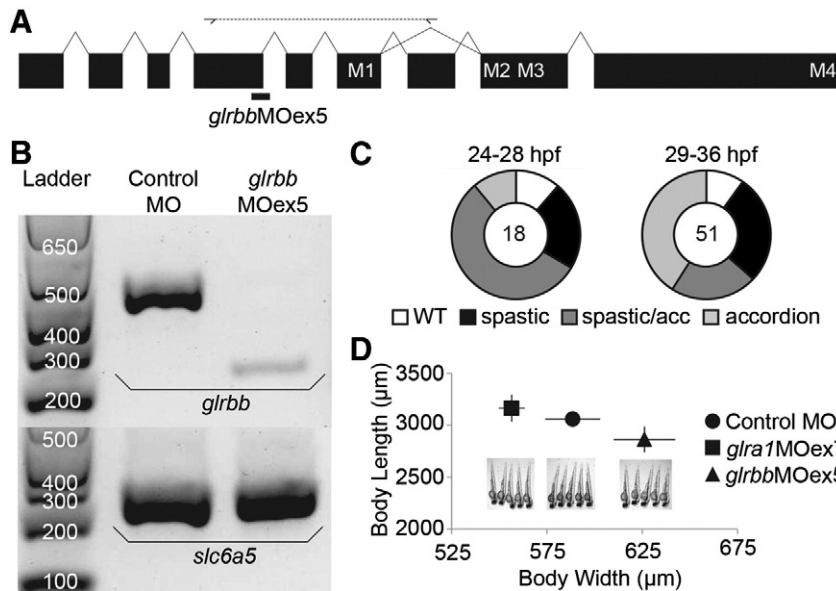 A
M1
M2 M3
M4
glrbbMOex5
B
Ladder
Control
MO
glrbb
MOex5
650
500
400
300
200
glrbb
500
400
300
200
100
slc6a5
C
24-28 hpf
29-36 hpf
18
51
WT
spastic
spastic/acc
accordion
D
Body Length (µm)
3500
3000
2500
2000
525
575
625
675
Body Width (µm)
Control MO
glra1MOex7
glrbbMOex5